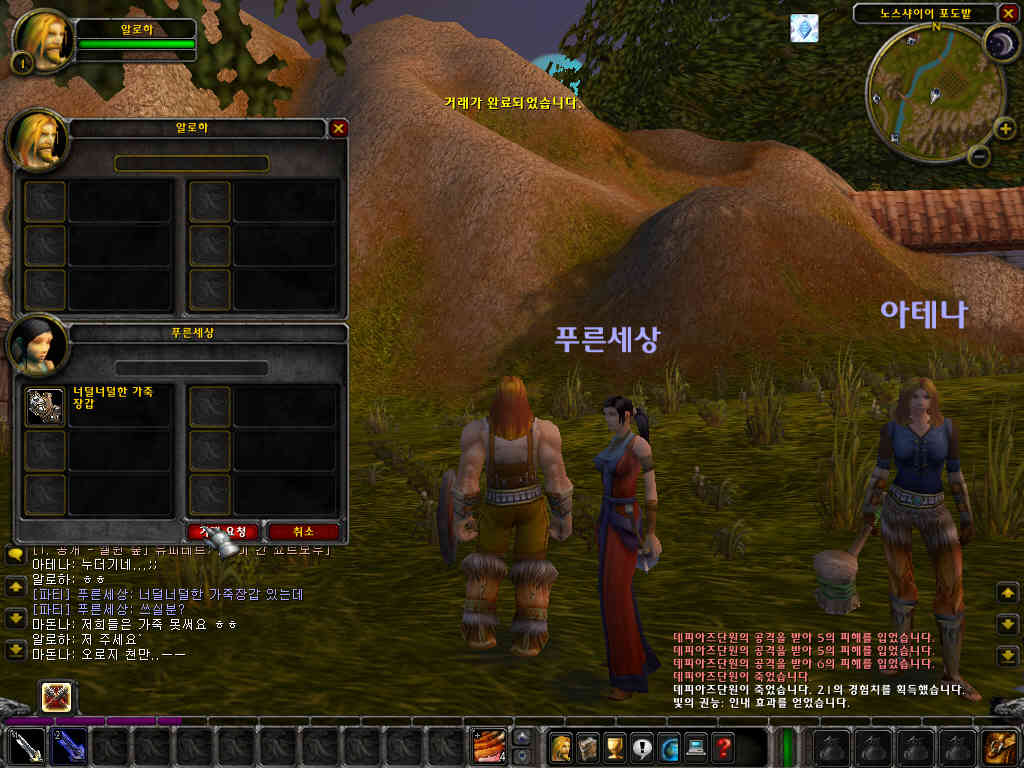 알로하
1
노스샤이어 포도밭
N
거래가 완료되었습니다.
알로하
푸른세상
너덜너덜한 가죽
장갑
요청
취소
푸른세상
아테나
아테나: 누더기네...;;
알로하: ㅎㅎ
[파티] 푸른세상: 너덜너덜한 가죽장갑 있는데
[파티] 푸른세상: 쓰실분?
마돈나: 저희들은 가죽 못써요 ㅎㅎ
알로하: 저 주세요~
마돈나: 오로지 천만..ㅡㅡ
데피아즈단원의 공격을 받아 5의 피해를 입었습니다.
데피아즈단원의 공격을 받아 5의 피해를 입었습니다.
데피아즈단원의 공격을 받아 6의 피해를 입었습니다.
데피아즈단원이 죽었습니다.
데피아즈단원이 죽었습니다. 21의 경험치를 획득했습니다.
빛의 권능: 인내 효과를 얻었습니다.
2
4